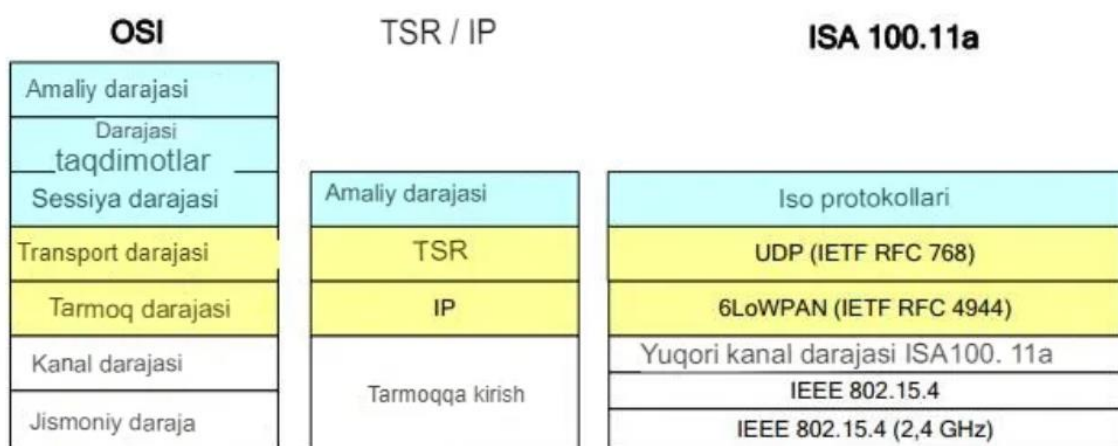 OSI
TSR / IP
ISA 100.11a
Amaliy darajasi
Darajasi
taqdimotlar
Sessiya darajasi
Amaliy darajasi
Iso protokollari
Transport darajasi
TSR
UDP (IETF RFC 768)
Tarmoq darajasi
IP
6LoWPAN (IETF RFC 4944)
Kanal darajasi
Tarmoqqa kirish
Yuqori kanal darajasi ISA100. 11a
IEEE 802.15.4
Jismoniy daraja
IEEE 802.15.4 (2,4 GHz)